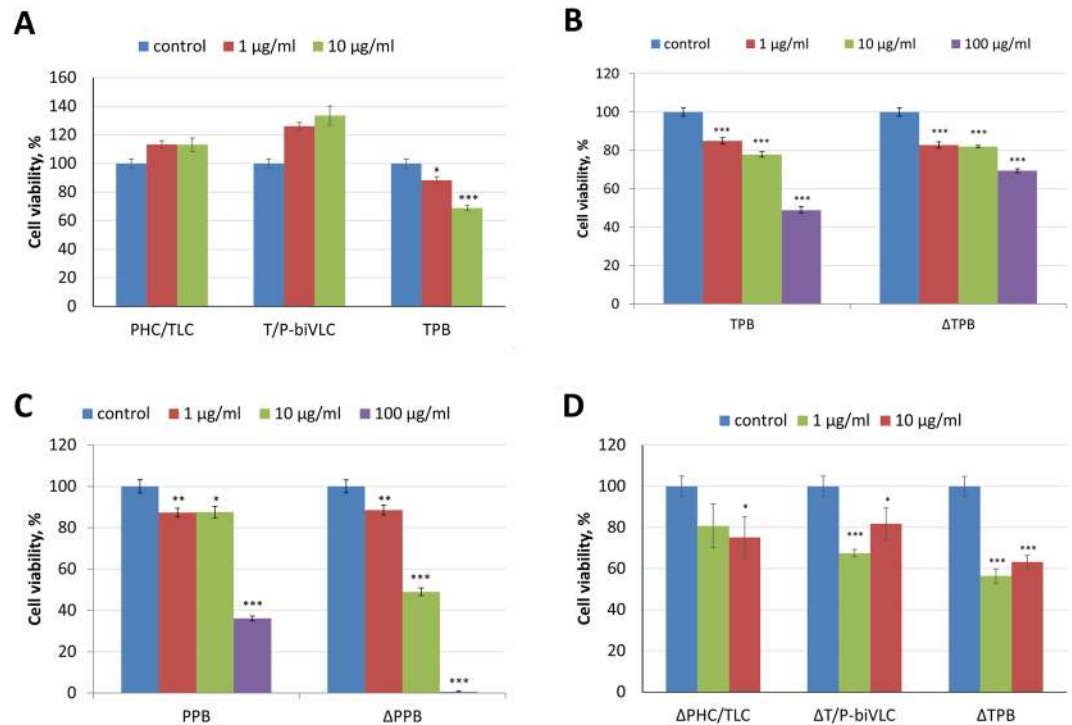 A
control 1 µg/ml 10 µg/ml
Cell viability, %
160
140
120
100
80
60
40
20
0
*
***
PHC/TLC T/P-biVLC TPB
B
control 1 µg/ml 10 µg/ml 100 µg/ml
Cell viability, %
120
100
80
60
40
20
0
*** *** *** *** *** ***
TPB ΔTPB
C
control 1 µg/ml 10 µg/ml 100 µg/ml
Cell viability, %
120
100
80
60
40
20
0
** * *** ** *** ***
PPB ΔPPB
D
control 1 µg/ml 10 µg/ml
Cell viability, %
120
100
80
60
40
20
0
* *** * *** ***
ΔPHC/TLC ΔT/P-biVLC ΔTPB